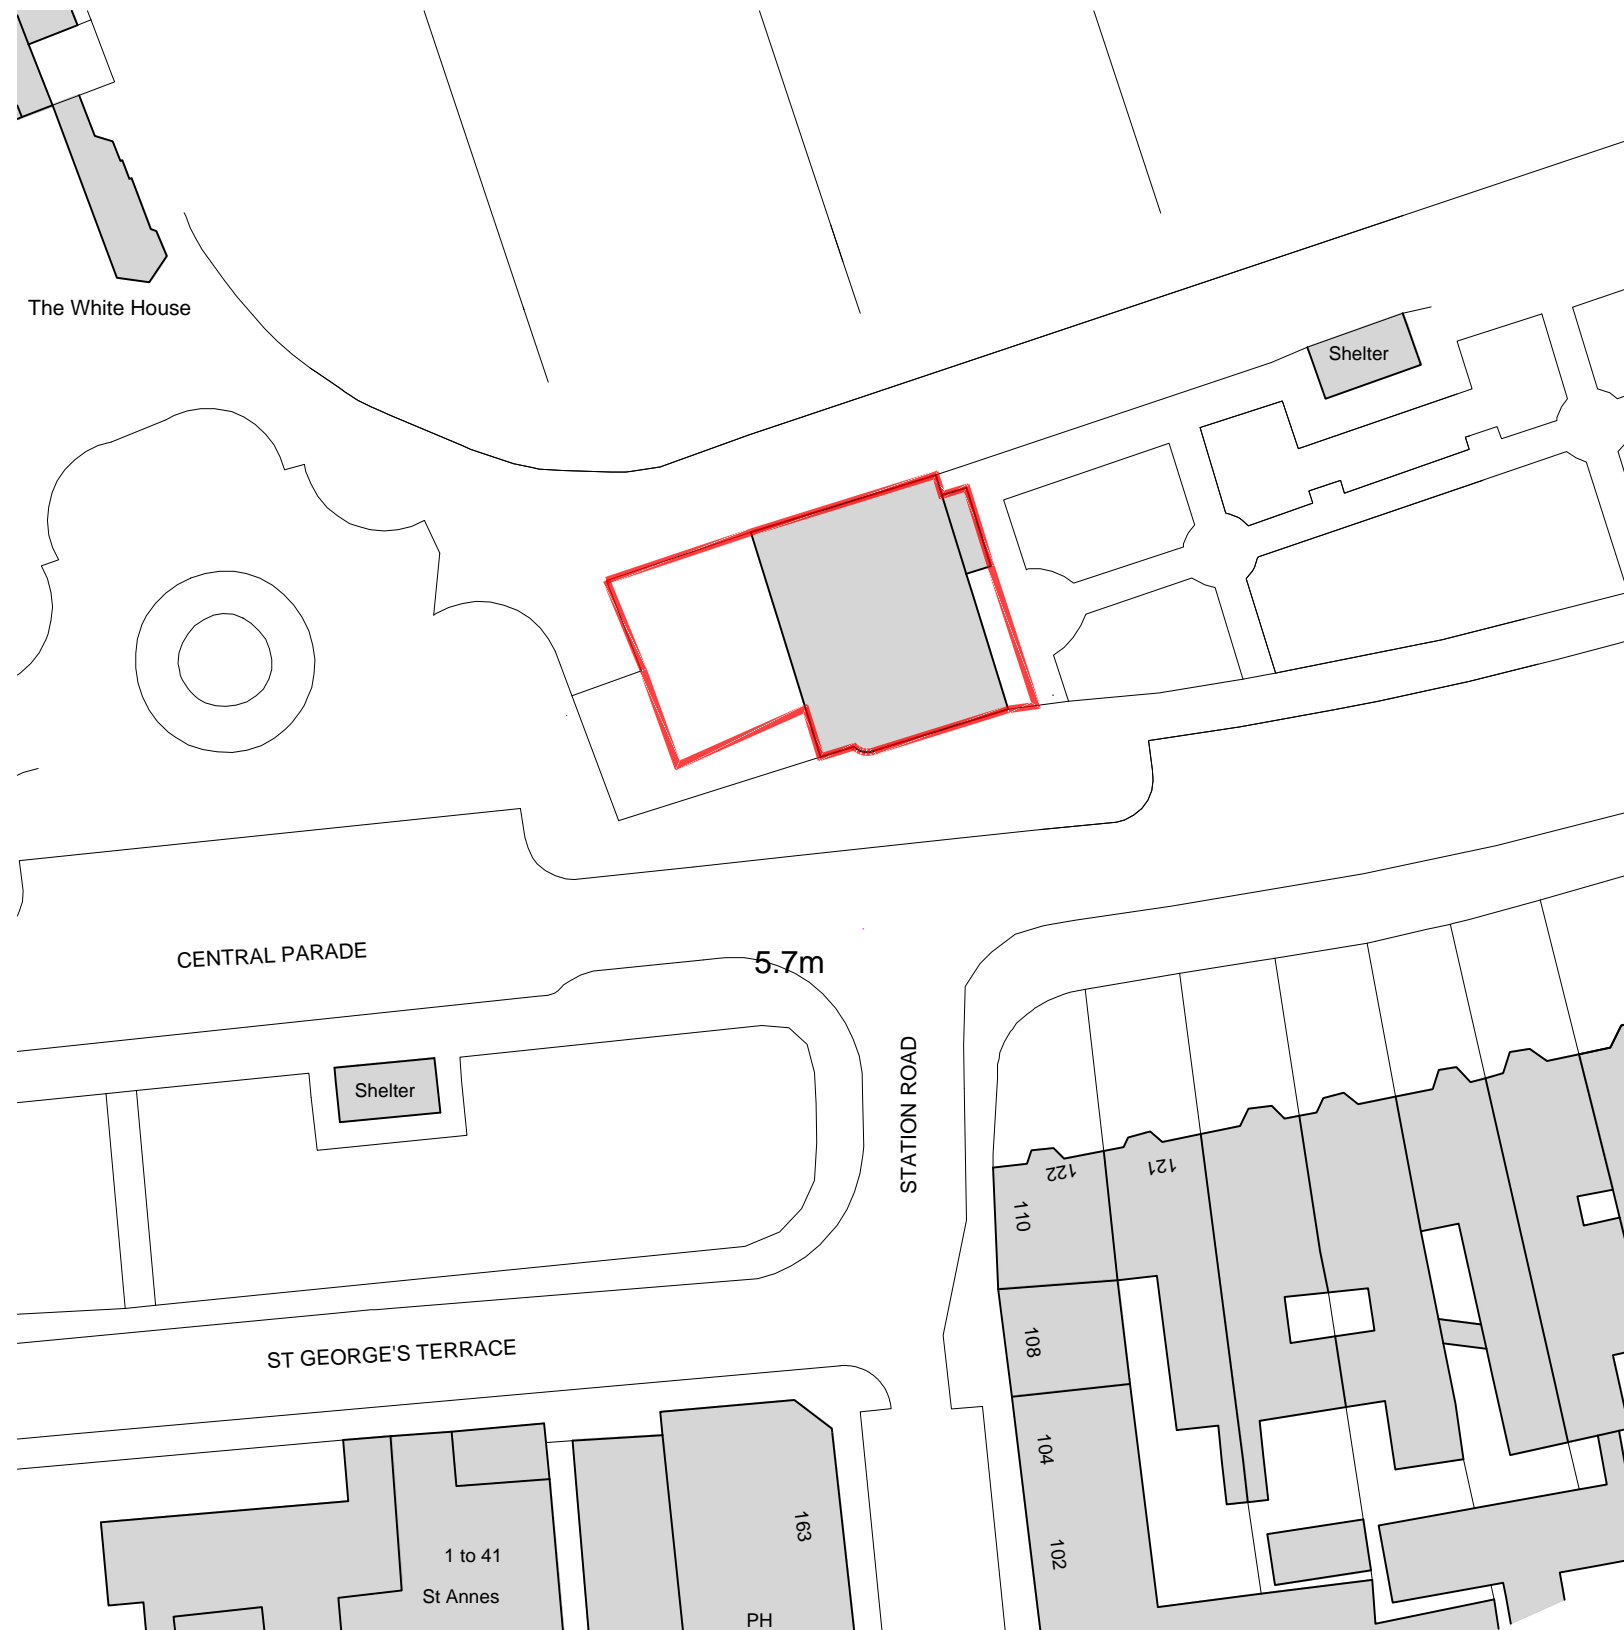 The White House
Shelter
CENTRAL PARADE
5.7m
Shelter
STATION ROAD
122
121
110
108
ST GEORGE'S TERRACE
104
163
102
1 to 41
St Annes
PH